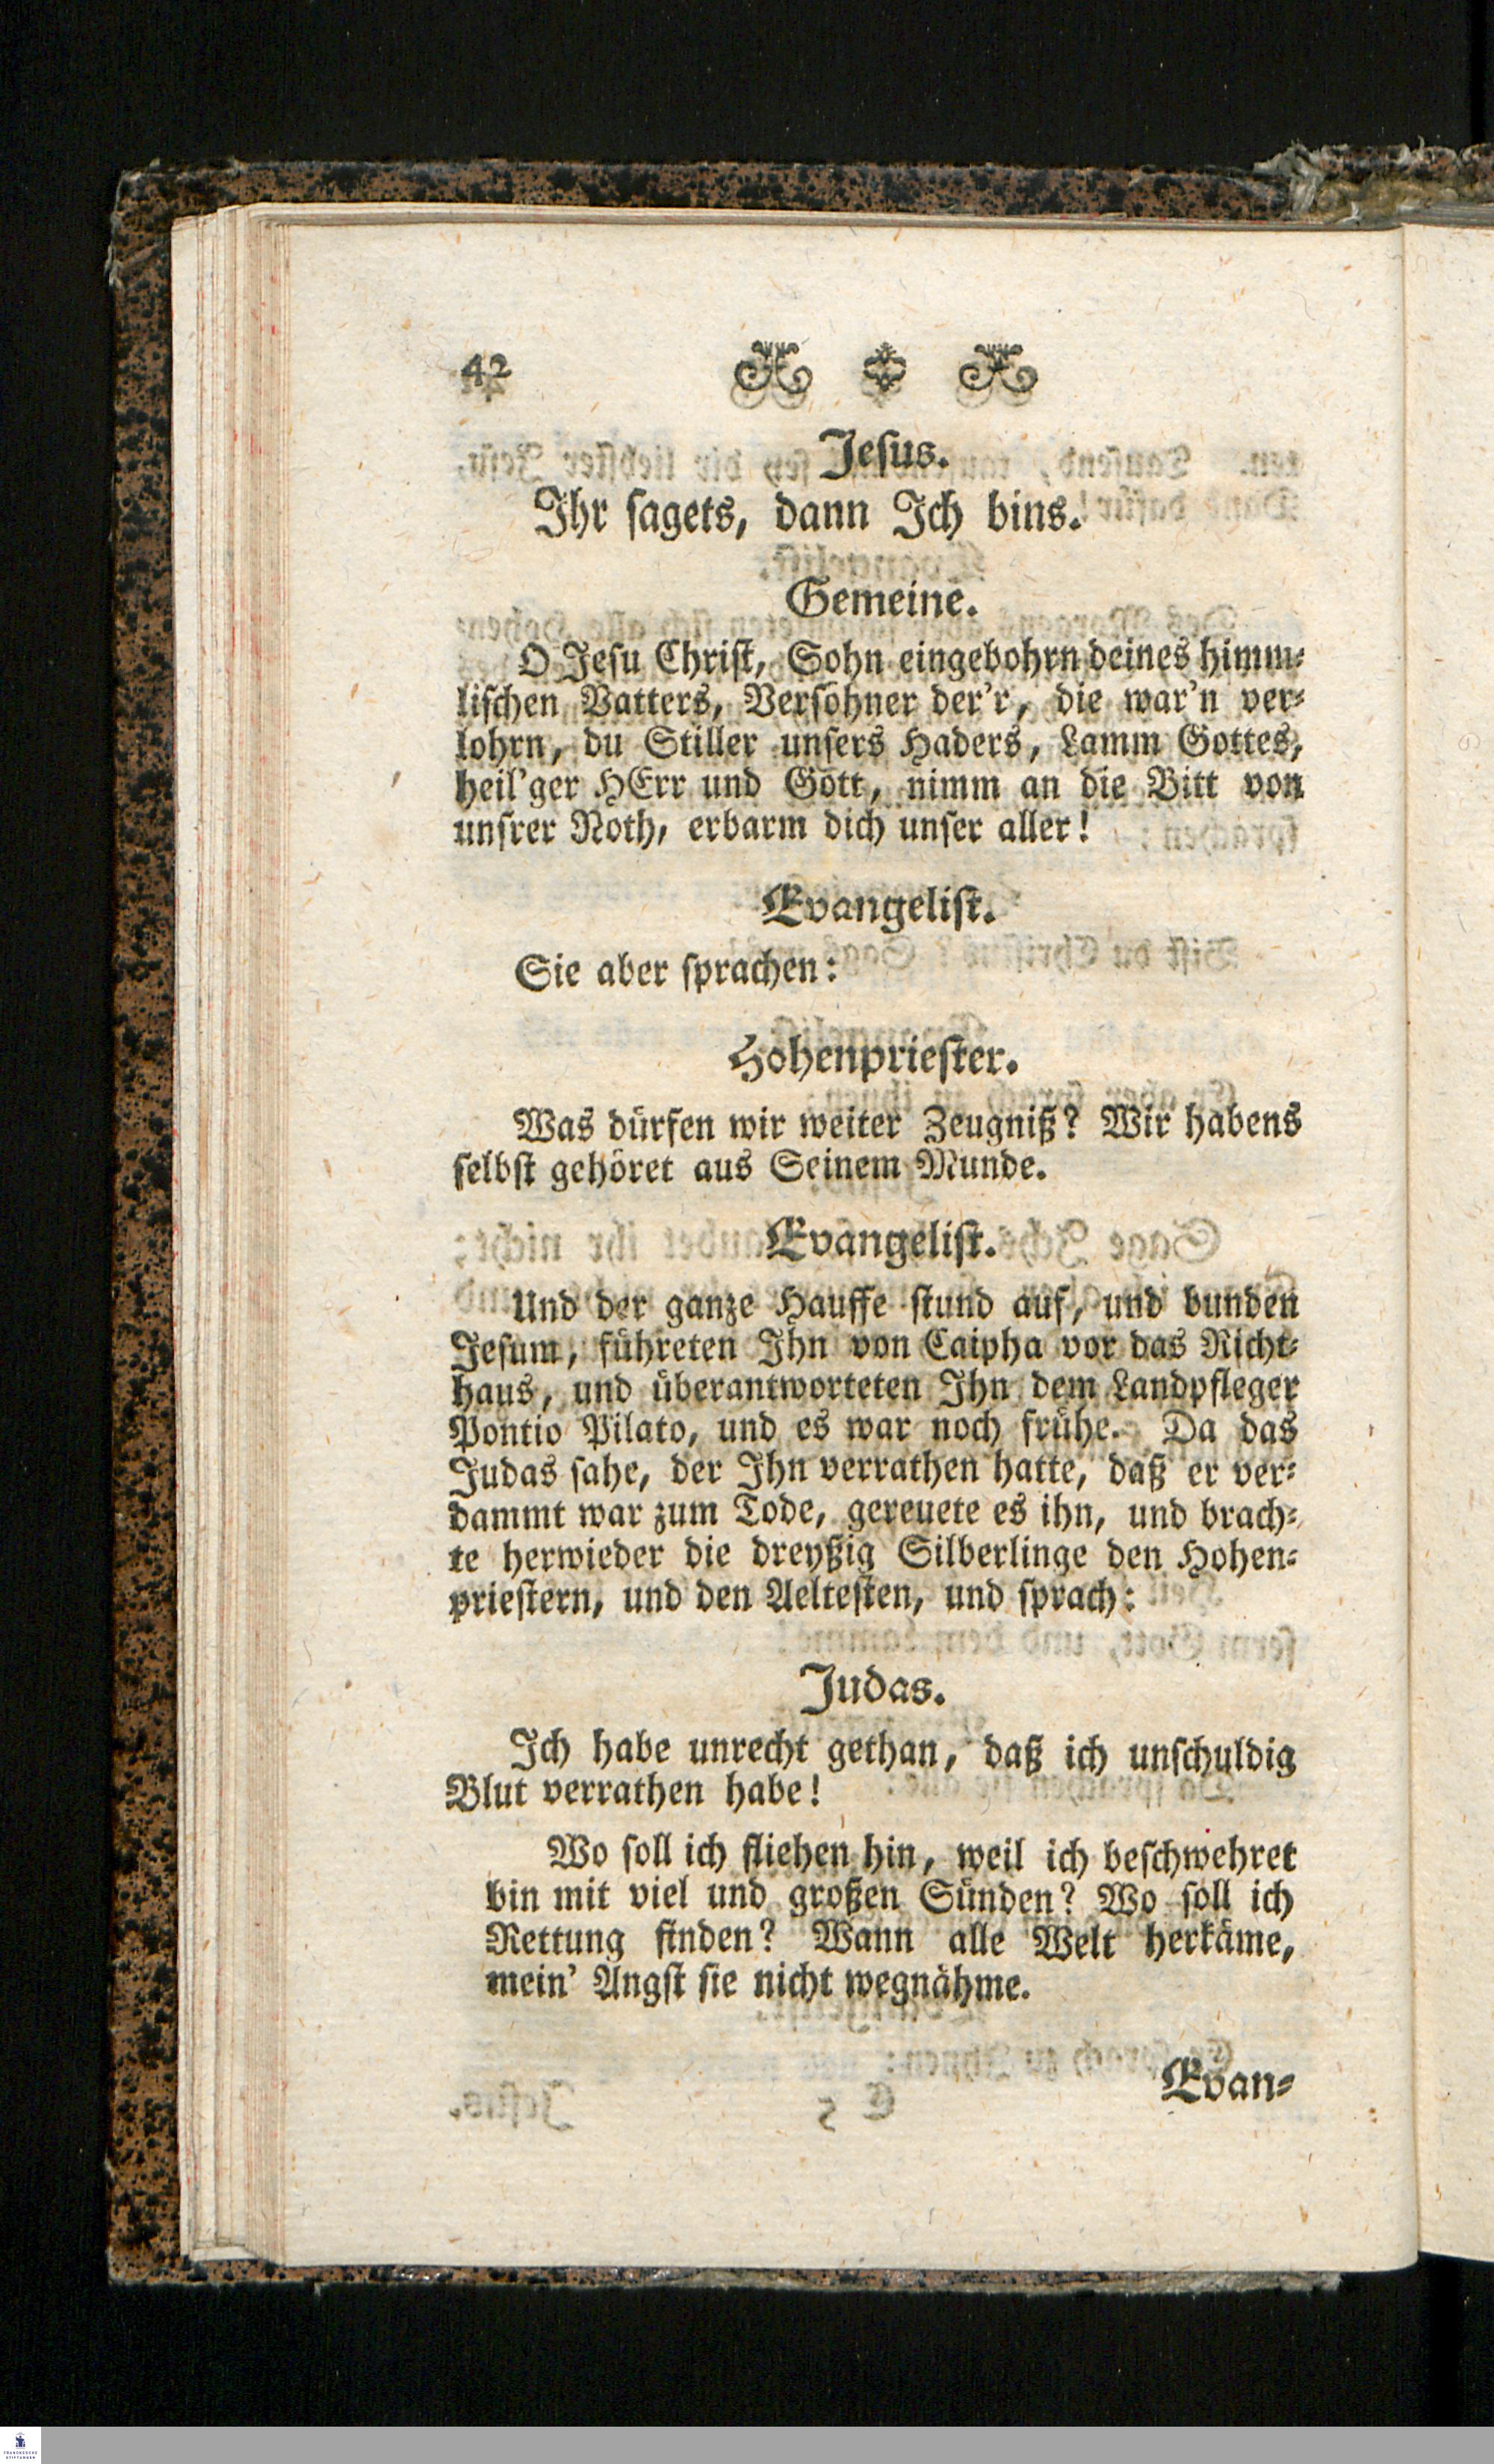 42
Jesus.
Ihr sagets, dann Ich bins.
Gemeine.
O Jesu Christ, Sohn eingebohrn deines himm-
lischen Vatters, Versöhner der'r, die war'n ver-
lohrn, du Stiller unsers Haders, Lamm Gottes,
heil'ger HErr und Gott, nimm an die Bitt von
unsrer Noth, erbarm dich unser aller!
Evangelist.
Sie aber sprachen:
Hohenpriester.
Was dürfen wir weiter Zeugniß? Wir habens
selbst gehöret aus Seinem Munde.
Evangelist.
Und der ganze Hauffe stund auf, und bunden
Jesum, führeten Ihn von Caipha vor das Richt-
haus, und überantworteten Ihn dem Landpfleger
Pontio Pilato, und es war noch frühe. Da das
Judas sahe, der Ihn verrathen hatte, daß er ver-
dammt war zum Tode, gereuete es ihn, und brach-
te herwieder die dreyßig Silberlinge den Hohen-
priestern, und den Aeltesten, und sprach:
Judas.
Ich habe unrecht gethan, daß ich unschuldig
Blut verrathen habe!
Wo soll ich fliehen hin, weil ich beschwehret
bin mit viel und großen Sünden? Wo soll ich
Rettung finden? Wann alle Welt herkäme,
mein' Angst sie nicht wegnähme.
Evan-
FRANCKESCHE
STIFTUNGEN